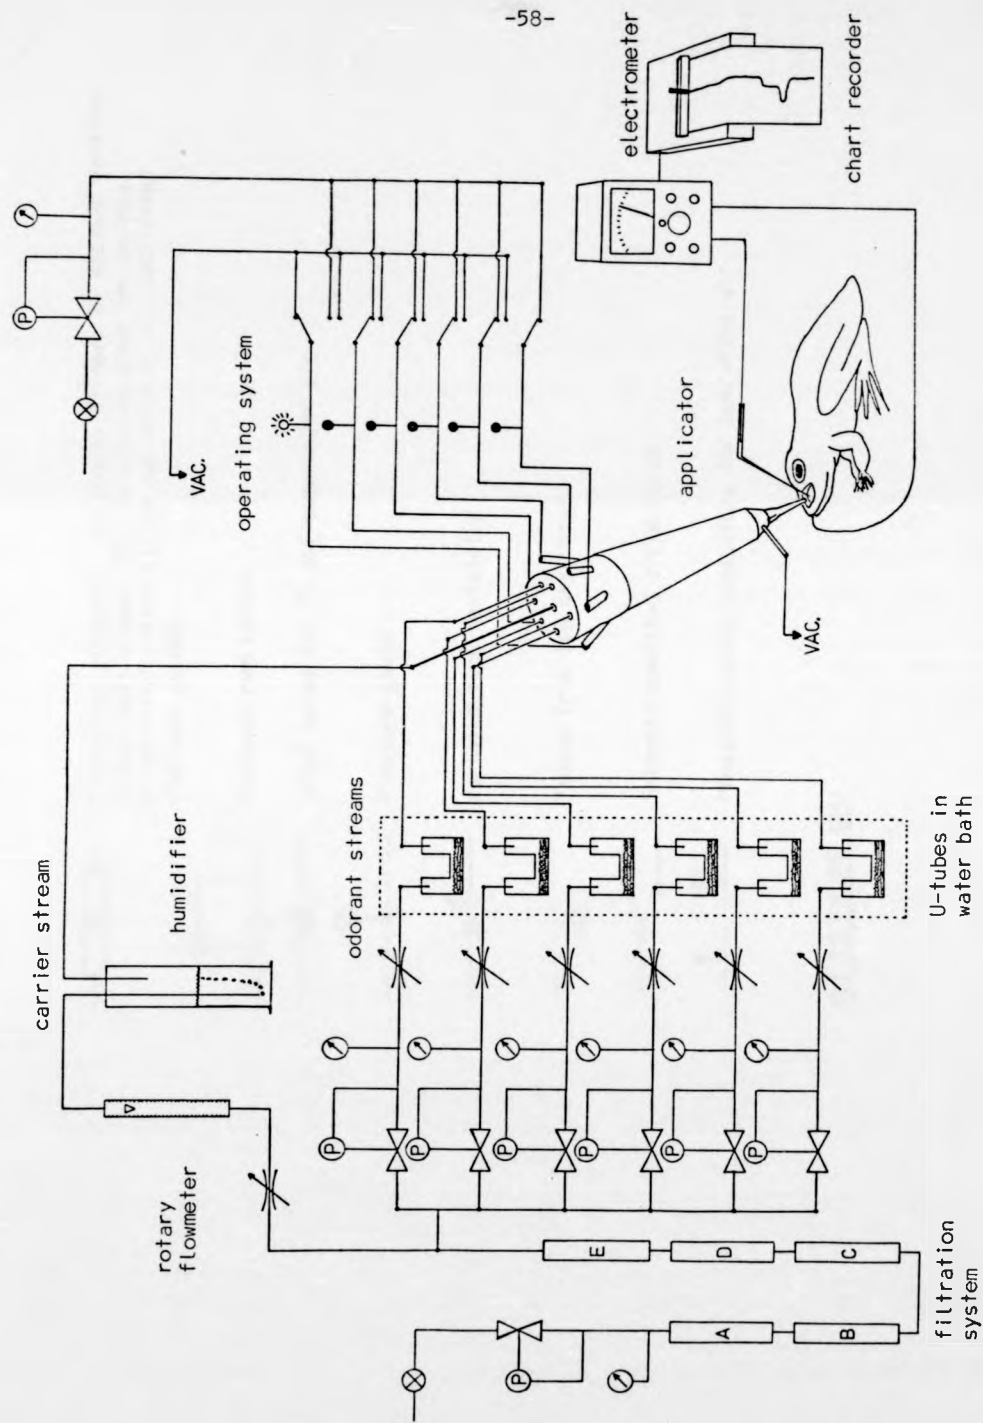 -58-
carrier stream
humidifier
rotary
flowmeter
odorant streams
operating system
VAC.
electrometer
chart recorder
applicator
VAC.
U-tubes in
water bath
filtration
system
A
B
C
D
E
P
P
P
P
P
P
P
P